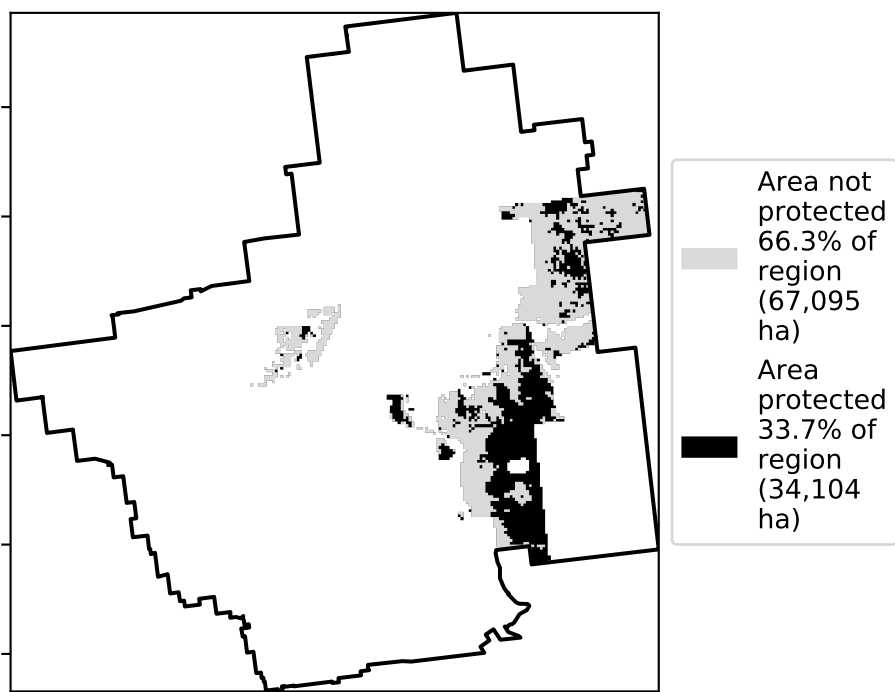 Area not
protected
66.3% of
region
(67,095
ha)
Area
protected
33.7% of
region
(34,104
ha)